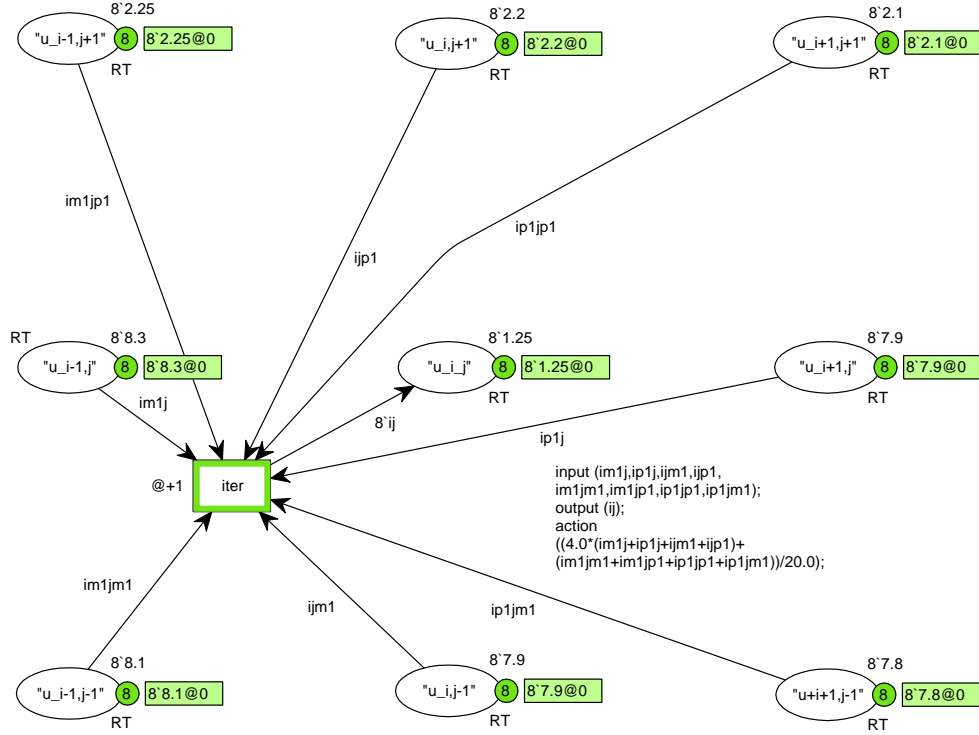 8`2.25
"u_i-1,j+1" 8 8`2.25@0
RT
8`2.2
"u_i,j+1" 8 8`2.2@0
RT
8`2.1
"u_i+1,j+1" 8 8`2.1@0
RT
im1jp1
ijp1
ip1jp1
RT
8`8.3
"u_i-1,j" 8 8`8.3@0
im1j
8`1.25
"u_i_j" 8 8`1.25@0
RT
8`ij
8`7.9
"u_i+1,j" 8 8`7.9@0
RT
ip1j
@+1
iter
input (im1j,ip1j,ijm1,ijp1,
im1jm1,im1jp1,ip1jp1,ip1jm1);
output (ij);
action
((4.0*(im1j+ip1j+ijm1+ijp1)+
(im1jm1+im1jp1+ip1jp1+ip1jm1))/20.0);
im1jm1
ijm1
ip1jm1
8`8.1
"u_i-1,j-1" 8 8`8.1@0
RT
8`7.9
"u_i,j-1" 8 8`7.9@0
RT
8`7.8
"u+i+1,j-1" 8 8`7.8@0
RT